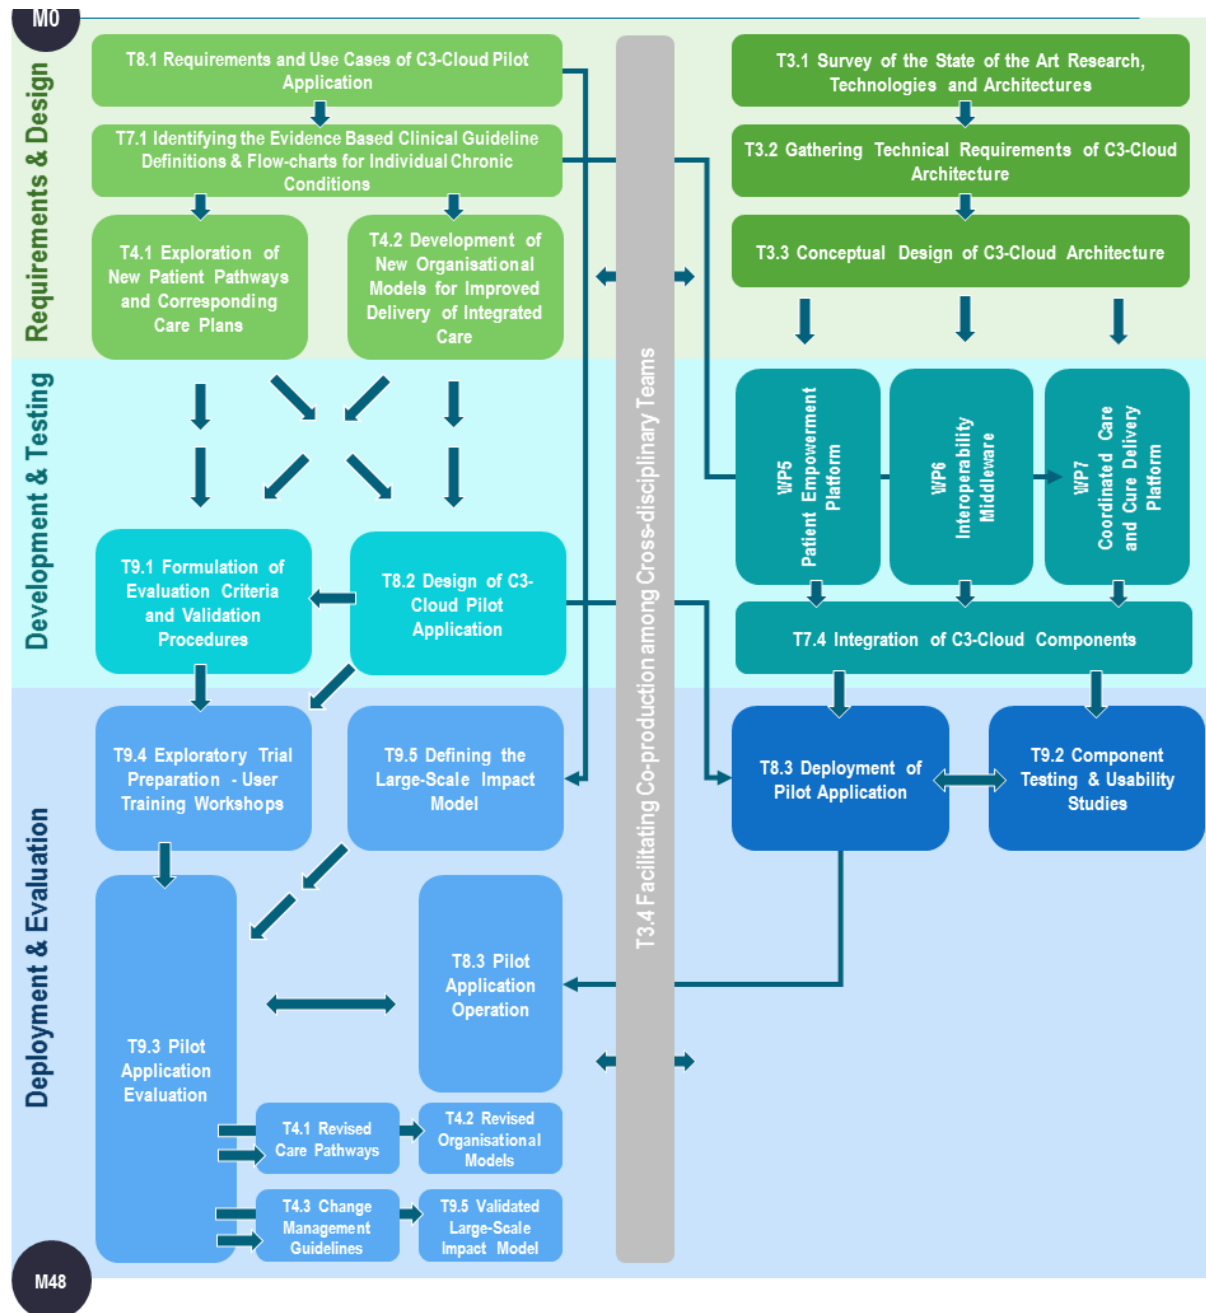 M0
Requirements & Design
T8.1 Requirements and Use Cases of C3-Cloud Pilot
Application
T7.1 Identifying the Evidence Based Clinical Guideline
Definitions & Flow-charts for Individual Chronic
Conditions
T4.1 Exploration of
New Patient Pathways
and Corresponding
Care Plans
T4.2 Development of
New Organisational
Models for Improved
Delivery of Integrated
Care
T3.1 Survey of the State of the Art Research,
Technologies and Architectures
T3.2 Gathering Technical Requirements of C3-Cloud
Architecture
T3.3 Conceptual Design of C3-Cloud Architecture
T3.4 Facilitating Co-production among Cross-disciplinary Teams
Development & Testing
T9.1 Formulation of
Evaluation Criteria
and Validation
Procedures
T8.2 Design of C3-
Cloud Pilot
Application
WP5
Patient Empowerment
Platform
WP6
Interoperability
Middleware
WP7
Coordinated Care
and Cure Delivery
Platform
T7.4 Integration of C3-Cloud Components
Deployment & Evaluation
T9.4 Exploratory Trial
Preparation - User
Training Workshops
T9.5 Defining the
Large-Scale Impact
Model
T8.3 Deployment of
Pilot Application
T9.2 Component
Testing & Usability
Studies
T9.3 Pilot
Application
Evaluation
T8.3 Pilot
Application
Operation
T4.1 Revised
Care Pathways
T4.2 Revised
Organisational
Models
T4.3 Change
Management
Guidelines
T9.5 Validated
Large-Scale
Impact Model
M48